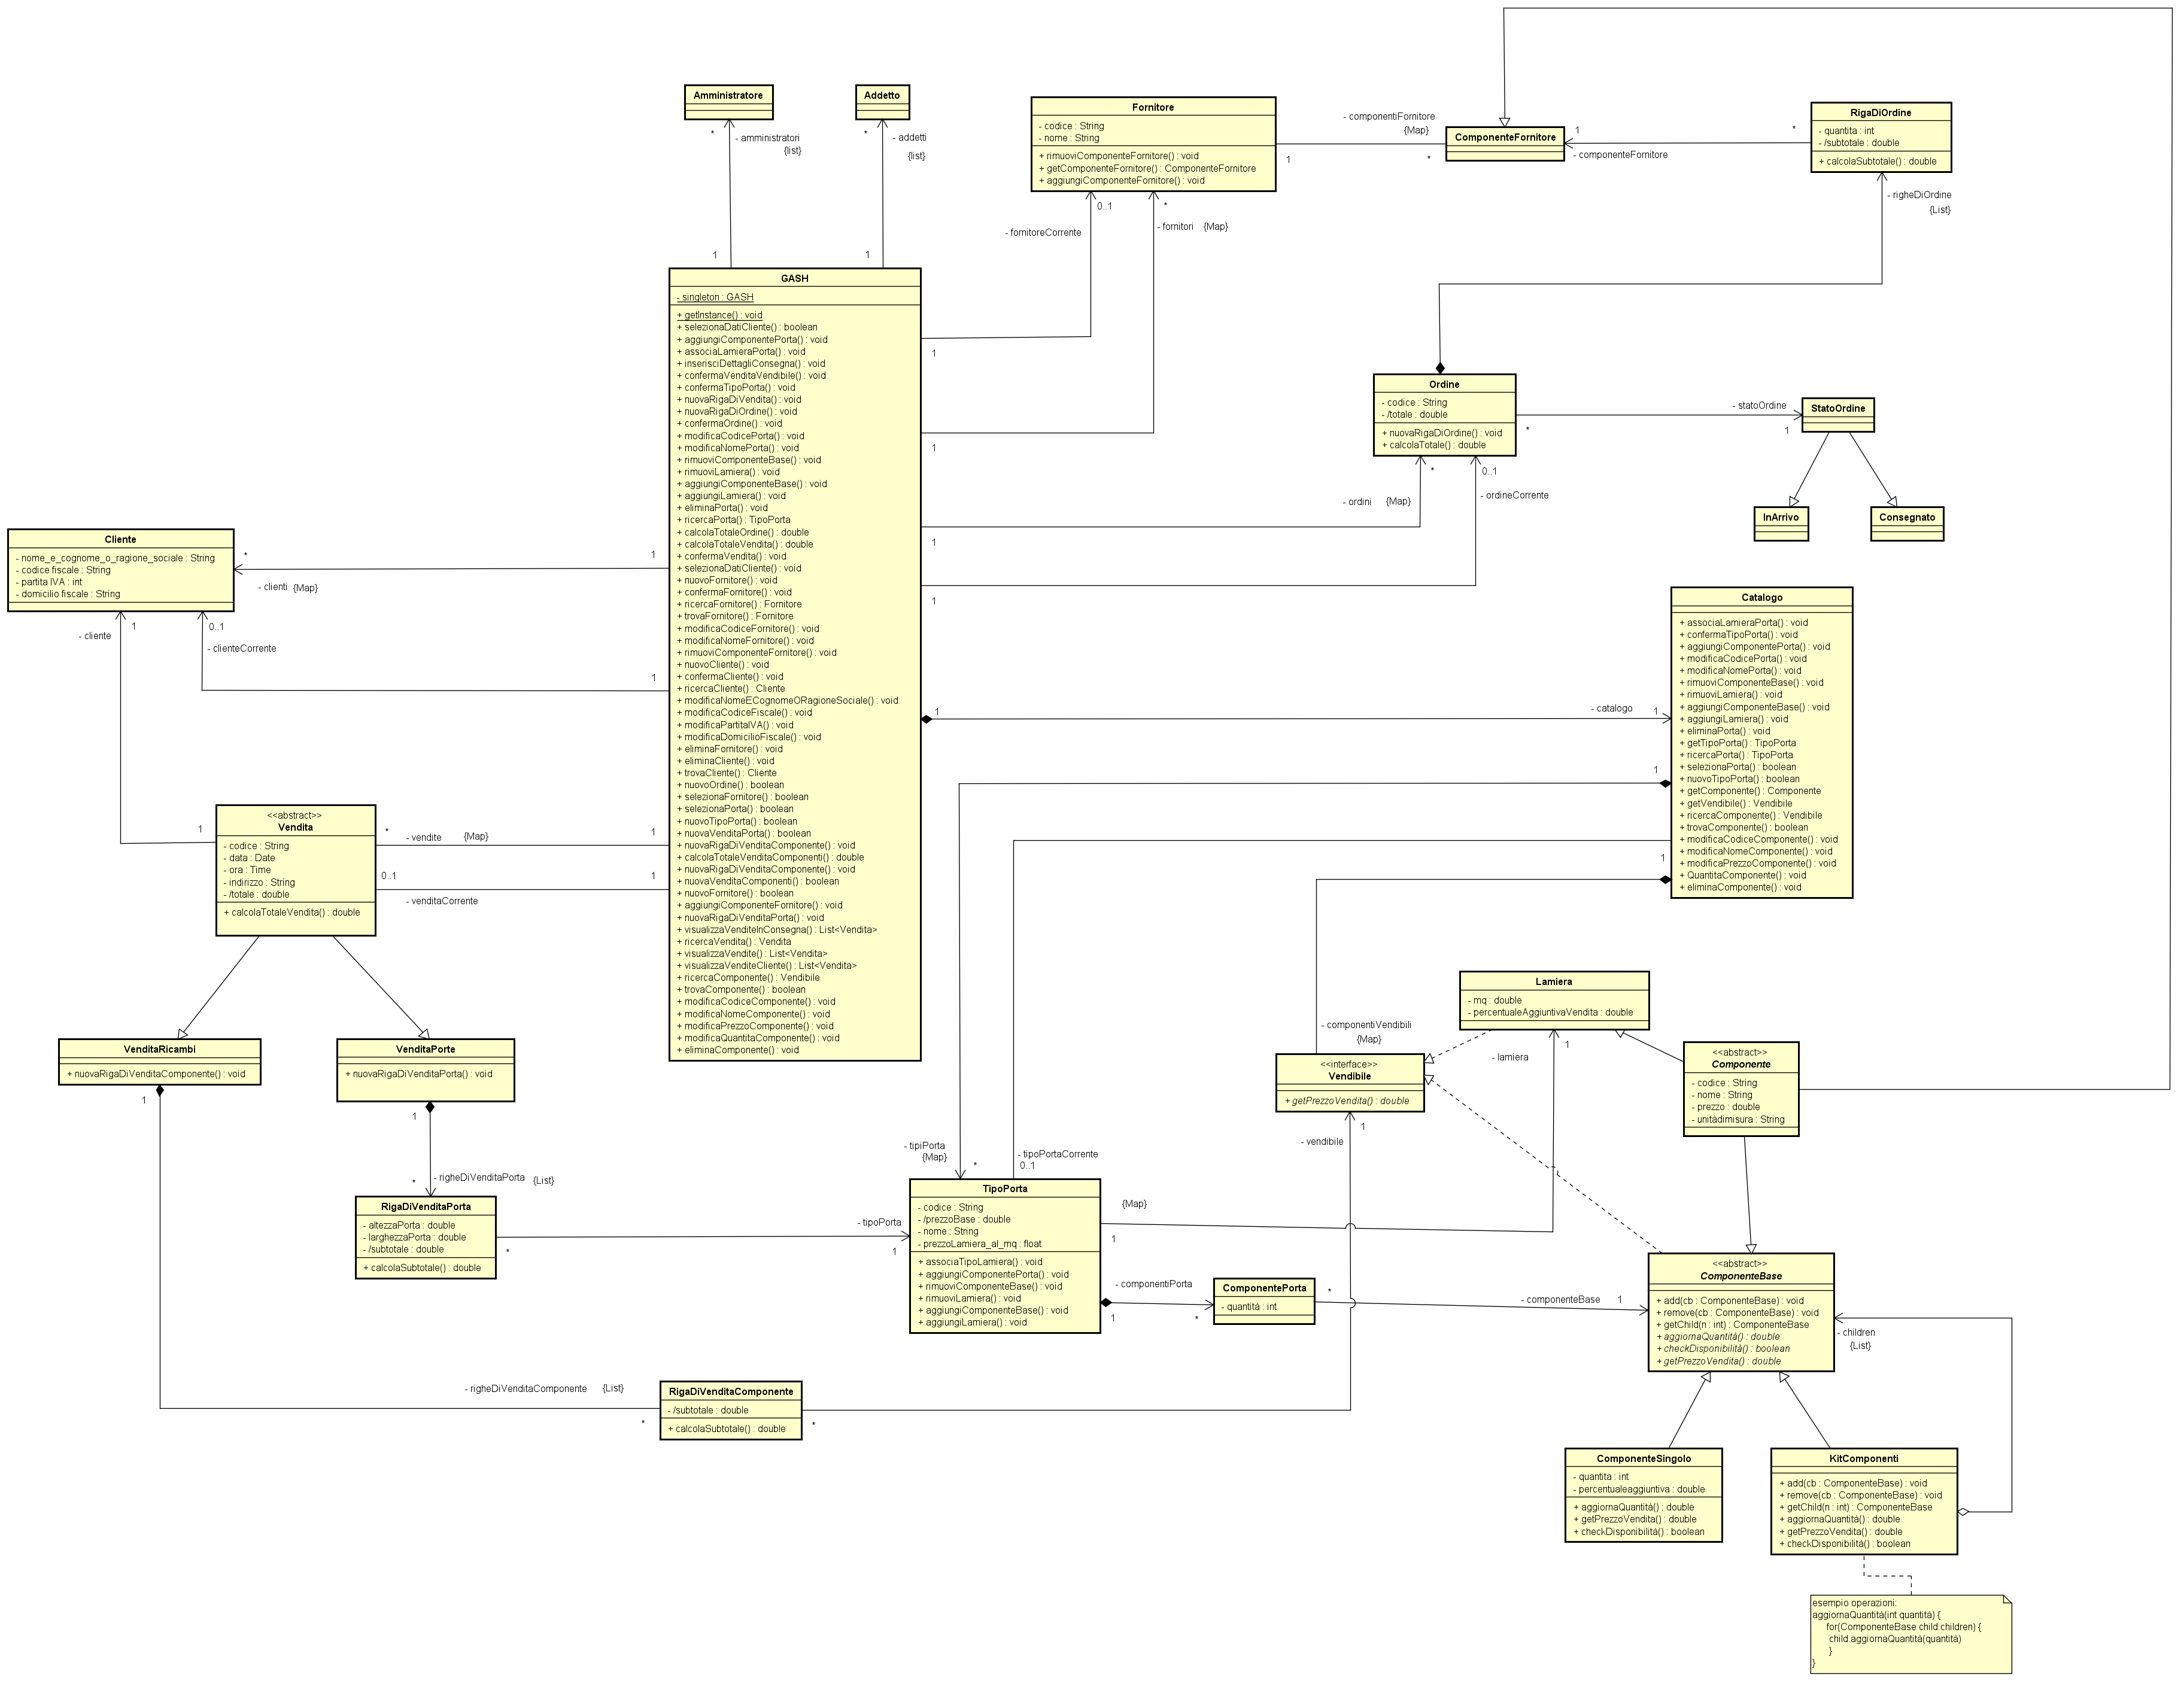 Amministratore
* - amministratori
{list}
1
Addetto
* - addetti
{list}
1
Fornitore
- codice : String
- nome : String
+ rimuoviComponenteFornitore() : void
+ getComponenteFornitore() : ComponenteFornitore
+ aggiungiComponenteFornitore() : void
- componentiFornitore
{Map}
1
*
ComponenteFornitore
1
*
- componenteFornitore
RigaDiOrdine
- quantita : int
- /subtotale : double
+ calcolaSubtotale() : double
- righeDiOrdine
{List}
0..1
- fornitoreCorrente
*
- fornitori {Map}
1
1
GASH
- singleton : GASH
+ getInstance() : void
+ selezionaDatiCliente() : boolean
+ aggiungiComponentePorta() : void
+ associaLamieraPorta() : void
+ inserisciDettagliConsegna() : void
+ confermaVenditaVendibile() : void
+ confermaTipoPorta() : void
+ nuovaRigaDiVendita() : void
+ nuovaRigaDiOrdine() : void
+ confermaOrdine() : void
+ modificaCodicePorta() : void
+ modificaNomePorta() : void
+ rimuoviComponenteBase() : void
+ rimuoviLamiera() : void
+ aggiungiComponenteBase() : void
+ aggiungiLamiera() : void
+ eliminaPorta() : void
+ ricercaPorta() : TipoPorta
+ calcolaTotaleOrdine() : double
+ calcolaTotaleVendita() : double
+ confermaVendita() : void
+ selezionaDatiCliente() : void
+ nuovoFornitore() : void
+ confermaFornitore() : void
+ ricercaFornitore() : Fornitore
+ trovaFornitore() : Fornitore
+ modificaCodiceFornitore() : void
+ modificaNomeFornitore() : void
+ rimuoviComponenteFornitore() : void
+ nuovoCliente() : void
+ confermaCliente() : void
+ ricercaCliente() : Cliente
+ modificaNomeECognomeORagioneSociale() : void
+ modificaCodiceFiscale() : void
+ modificaPartitaIVA() : void
+ modificaDomicilioFiscale() : void
+ eliminaFornitore() : void
+ eliminaCliente() : void
+ trovaCliente() : Cliente
+ nuovoOrdine() : boolean
+ selezionaFornitore() : boolean
+ selezionaPorta() : boolean
+ nuovoTipoPorta() : boolean
+ nuovaVenditaPorta() : boolean
+ nuovaRigaDiVenditaComponente() : void
+ calcolaTotaleVenditaComponenti() : double
+ nuovaRigaDiVenditaComponente() : void
+ nuovaVenditaComponenti() : boolean
+ nuovoFornitore() : boolean
+ aggiungiComponenteFornitore() : void
+ nuovaRigaDiVenditaPorta() : void
+ visualizzaVenditeInConsegna() : List<Vendita>
+ ricercaVendita() : Vendita
+ visualizzaVendite() : List<Vendita>
+ visualizzaVenditeCliente() : List<Vendita>
+ ricercaComponente() : Vendibile
+ trovaComponente() : boolean
+ modificaCodiceComponente() : void
+ modificaNomeComponente() : void
+ modificaPrezzoComponente() : void
+ modificaQuantitaComponente() : void
+ eliminaComponente() : void
Ordine
- codice : String
- /totale : double
+ nuovaRigaDiOrdine() : void
+ calcolaTotale() : double
- statoOrdine
*
1
StatoOrdine
InArrivo
Consegnato
*
- ordini {Map}
1
0..1
- ordineCorrente
1
Cliente
- nome_e_cognome_o_ragione_sociale : String
- codice fiscale : String
- partita IVA : int
- domicilio fiscale : String
*
1
- clienti {Map}
1
- cliente
0..1
- clienteCorrente
1
1
- catalogo
1
1
Catalogo
+ associaLamieraPorta() : void
+ confermaTipoPorta() : void
+ aggiungiComponentePorta() : void
+ modificaCodicePorta() : void
+ modificaNomePorta() : void
+ rimuoviComponenteBase() : void
+ rimuoviLamiera() : void
+ aggiungiComponenteBase() : void
+ aggiungiLamiera() : void
+ eliminaPorta() : void
+ getTipoPorta() : TipoPorta
+ ricercaPorta() : TipoPorta
+ selezionaPorta() : boolean
+ nuovoTipoPorta() : boolean
+ getComponente() : Componente
+ getVendibile() : Vendibile
+ ricercaComponente() : Vendibile
+ trovaComponente() : boolean
+ modificaCodiceComponente() : void
+ modificaNomeComponente() : void
+ modificaPrezzoComponente() : void
+ QuantitaComponente() : void
+ eliminaComponente() : void
1
1
<<abstract>>
Vendita
- codice : String
- data : Date
- ora : Time
- indirizzo : String
- /totale : double
+ calcolaTotaleVendita() : double
1
*
- vendite {Map}
1
0..1
- venditaCorrente
1
VenditaRicambi
+ nuovaRigaDiVenditaComponente() : void
1
VenditaPorte
+ nuovaRigaDiVenditaPorta() : void
1
* - righeDiVenditaPorta {List}
RigaDiVenditaPorta
- altezzaPorta : double
- larghezzaPorta : double
- /subtotale : double
+ calcolaSubtotale() : double
- tipoPorta
*
1
- tipiPorta
{Map}
*
- tipoPortaCorrente
0..1
TipoPorta
- codice : String
- /prezzoBase : double
- nome : String
- prezzoLamiera_al_mq : float
+ associaTipoLamiera() : void
+ aggiungiComponentePorta() : void
+ rimuoviComponenteBase() : void
+ rimuoviLamiera() : void
+ aggiungiComponenteBase() : void
+ aggiungiLamiera() : void
{Map}
1
- componentiPorta
1
*
ComponentePorta
- quantità : int
*
- componenteBase
1
- componentiVendibili
{Map}
<<interface>>
Vendibile
+ getPrezzoVendita() : double
- vendibile
1
Lamiera
- mq : double
- percentualeAggiuntivaVendita : double
- lamiera
1
<<abstract>>
Componente
- codice : String
- nome : String
- prezzo : double
- unitàdimisura : String
<<abstract>>
ComponenteBase
+ add(cb : ComponenteBase) : void
+ remove(cb : ComponenteBase) : void
+ getChild(n : int) : ComponenteBase
+ aggiornaQuantità() : double
+ checkDisponibilità() : boolean
+ getPrezzoVendita() : double
- children
{List}
- righeDiVenditaComponente {List}
*
RigaDiVenditaComponente
- /subtotale : double
+ calcolaSubtotale() : double
*
ComponenteSingolo
- quantita : int
- percentualeaggiuntiva : double
+ aggiornaQuantità() : double
+ getPrezzoVendita() : double
+ checkDisponibilità() : boolean
KitComponenti
+ add(cb : ComponenteBase) : void
+ remove(cb : ComponenteBase) : void
+ getChild(n : int) : ComponenteBase
+ aggiornaQuantità() : double
+ getPrezzoVendita() : double
+ checkDisponibilità() : boolean
esempio operazioni:
aggiornaQuantità(int quantità) {
for(ComponenteBase child:children) {
child.aggiornaQuantità(quantità)
}
}